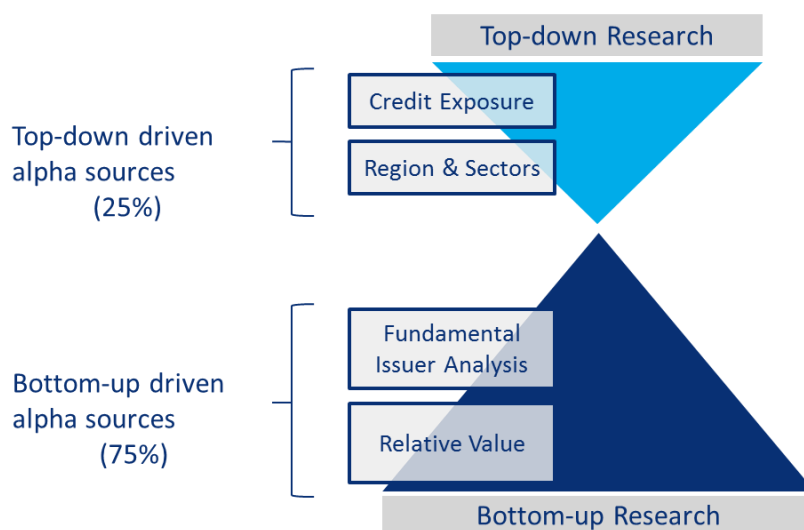 Top-down Research
Credit Exposure
Region & Sectors
Top-down driven
alpha sources
(25%)
Fundamental
Issuer Analysis
Relative Value
Bottom-up driven
alpha sources
(75%)
Bottom-up Research